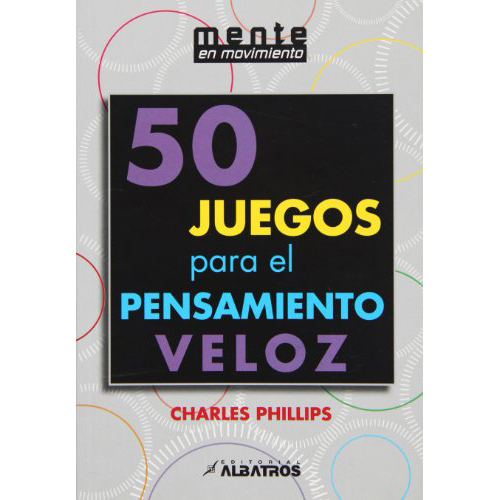 mente
en movimiento
50
JUEGOS
para el
PENSAMIENTO
VELOZ
CHARLES PHILLIPS
EDITORIAL
ALBATROS